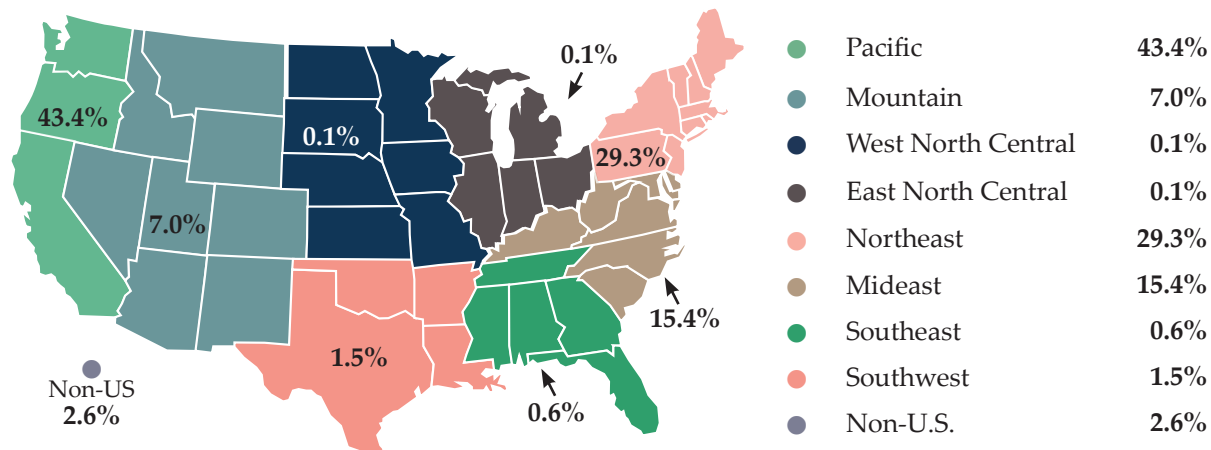 0.1%
43.4%
0.1%
29.3%
7.0%
15.4%
1.5%
Non-US
2.6%
0.6%
Pacific 43.4%
Mountain 7.0%
West North Central 0.1%
East North Central 0.1%
Northeast 29.3%
Mideast 15.4%
Southeast 0.6%
Southwest 1.5%
Non-U.S. 2.6%